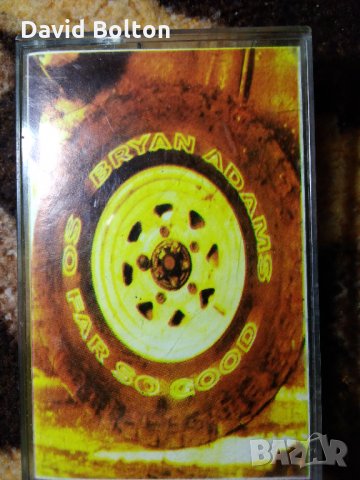 David Bolton
BRYAN ADAMS
SO FAR SO GOOD
BAZAR